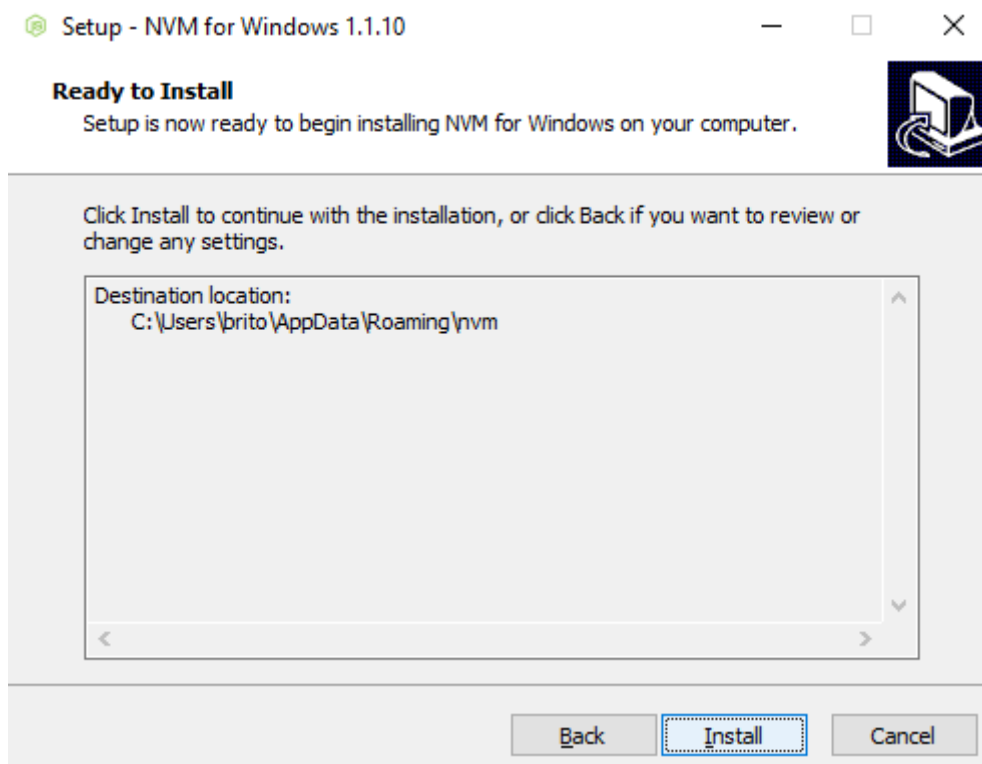 Setup - NVM for Windows 1.1.10
Ready to Install
Setup is now ready to begin installing NVM for Windows on your computer.
Click Install to continue with the installation, or click Back if you want to review or
change any settings.
Destination location:
C:\Users\brito\AppData\Roaming\nvm
Back
Install
Cancel